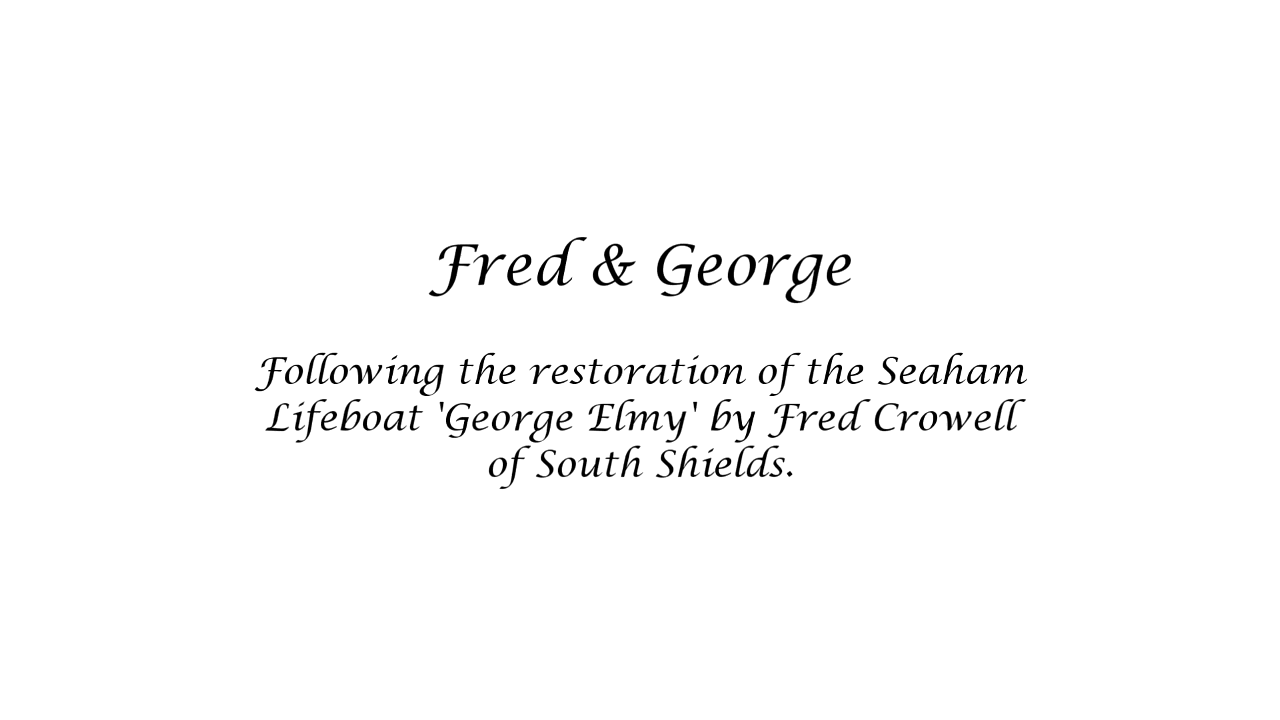 Fred & George
Following the restoration of the Seaham
Lifeboat 'George Elmy' by Fred Crowell
of South Shields.